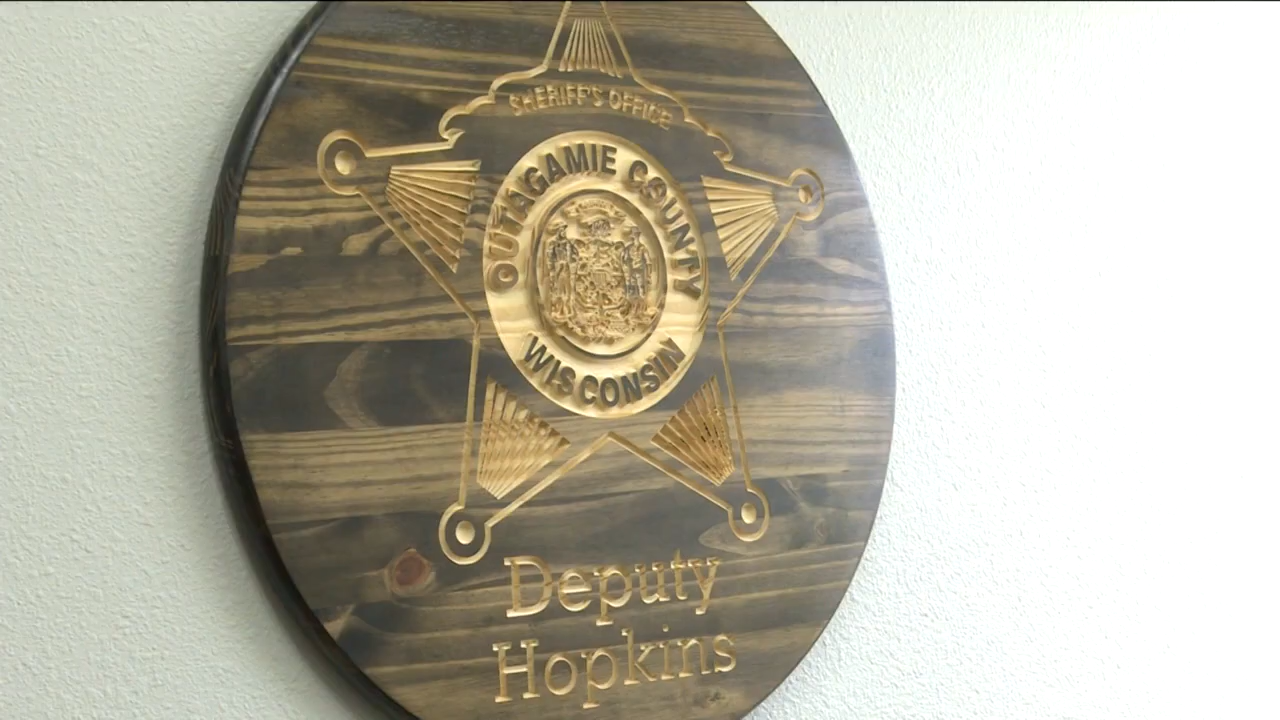 SHERIFF'S OFFICE
OUTAGAMIE COUNTY
WISCONSIN
Deputy
Hopkins